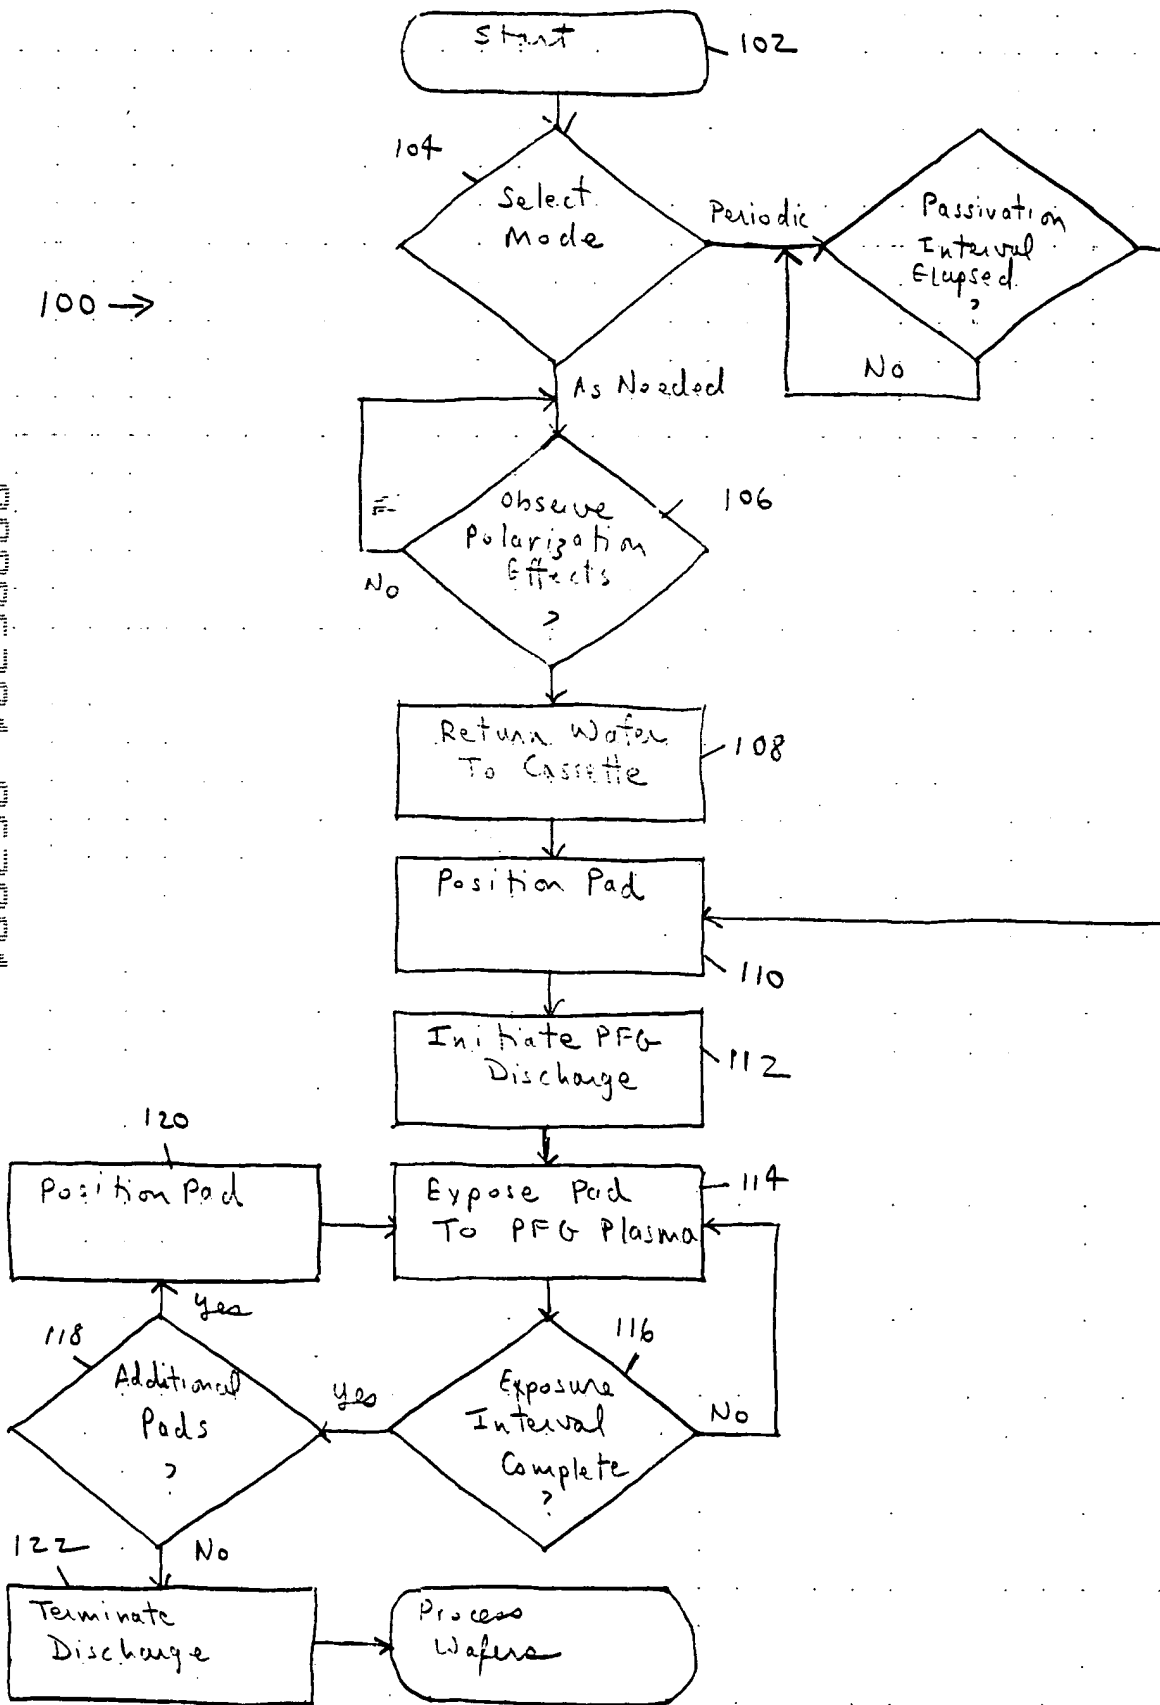 Start
102
104
Select
Mode
Periodic
Passivation
Interval
Elapsed
?
100
No
As Needed
Observe
Polarization
Effects
?
106
No
Return Wafer
To Cassette
108
Position Pad
110
Initiate PFG
Discharge
112
120
Position Pad
Expose Pad
To PFG Plasma
114
Yes
118
Additional
Pads
?
Yes
116
Exposure
Interval
Complete
?
No
122
No
Terminate
Discharge
Process
Wafers